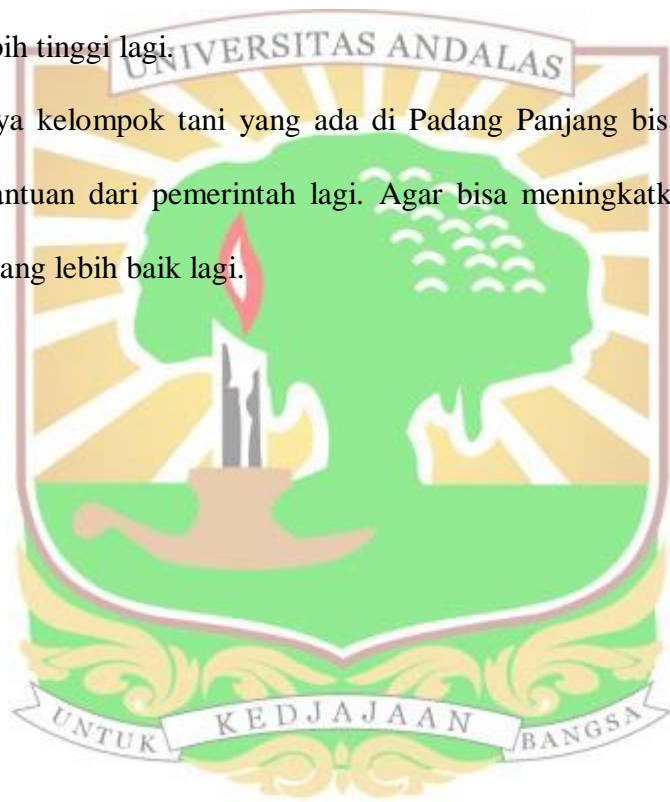 bih tinggi lagi.
UNIVERSITAS ANDALAS
ya kelompok tani yang ada di Padang Panjang bis
antuan dari pemerintah lagi. Agar bisa meningkatk
ang lebih baik lagi.
UNTUK KEDJAJAAN BANGSA